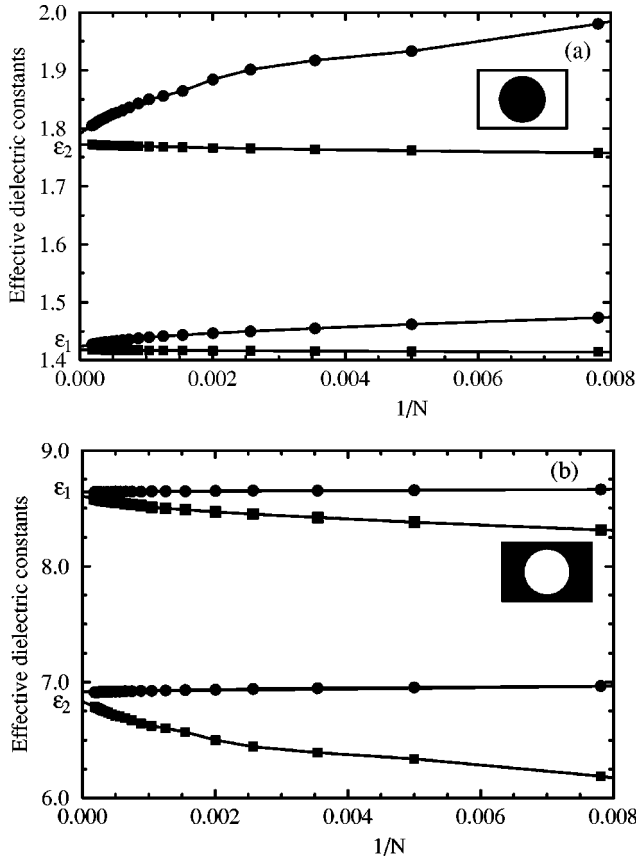 2.0
(a)
1.9
1.8
ε2
1.7
1.6
1.5
ε1
1.4
0.000 0.002 0.004 0.006 0.008
1/N
Effective dielectric constants
9.0
(b)
ε1
8.0
7.0
ε2
6.0
0.000 0.002 0.004 0.006 0.008
1/N
Effective dielectric constants